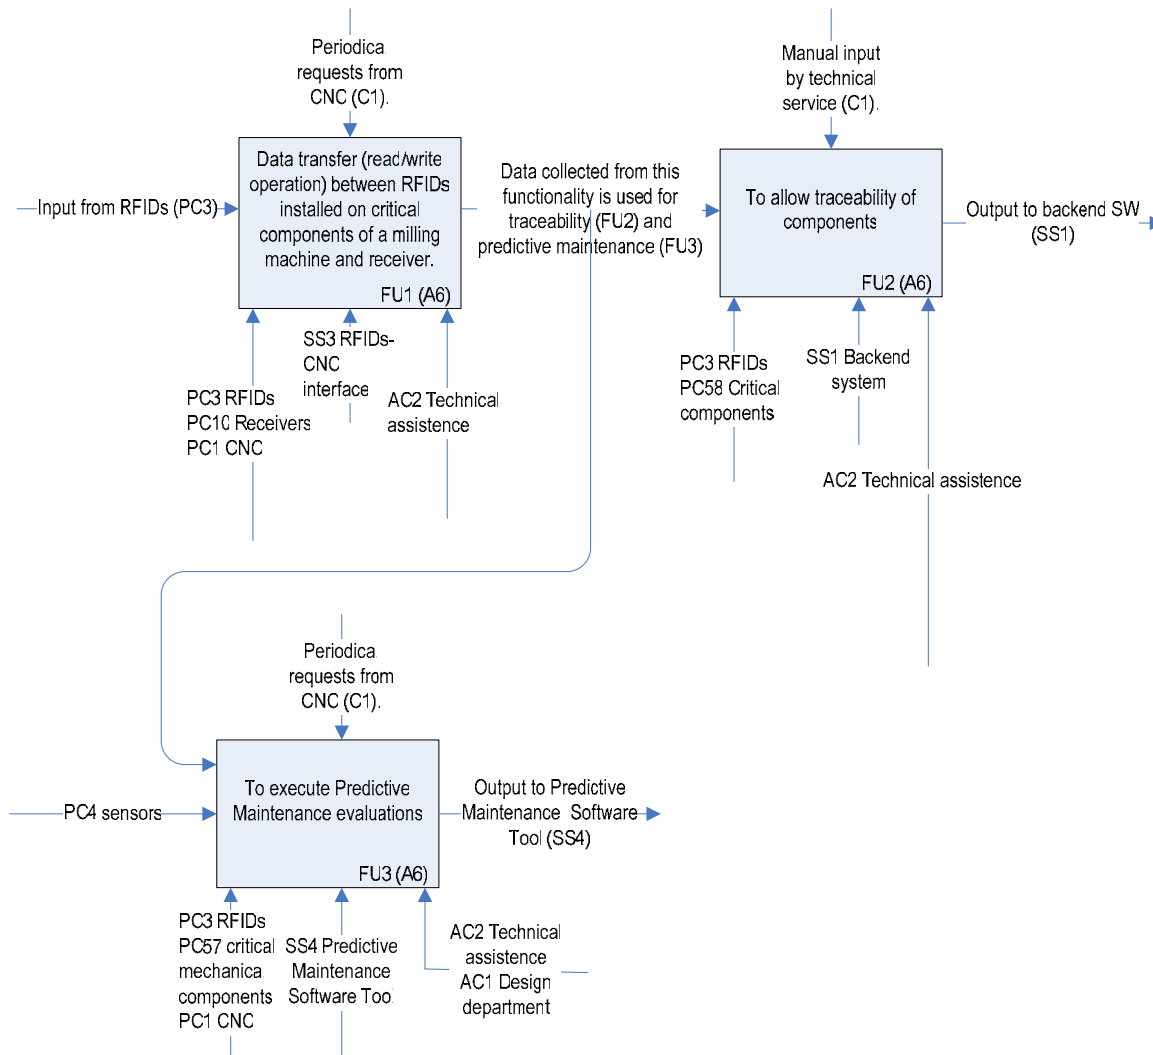 Periodica
requests from
CNC (C1).
Manual input
by technical
service (C1).
Input from RFIDs (PC3)
Data transfer (read/write
operation) between RFIDs
installed on critical
components of a milling
machine and receiver.
FU1 (A6)
Data collected from this
functionality is used for
traceability (FU2) and
predictive maintenance (FU3)
To allow traceability of
components
FU2 (A6)
Output to backend SW
(SS1)
PC3 RFIDs
PC10 Receivers
PC1 CNC
SS3 RFIDs-
CNC
interface
AC2 Technical
assistence
PC3 RFIDs
PC58 Critical
components
SS1 Backend
system
AC2 Technical assistence
Periodica
requests from
CNC (C1).
PC4 sensors
To execute Predictive
Maintenance evaluations
FU3 (A6)
Output to Predictive
Maintenance Software
Tool (SS4)
PC3 RFIDs
PC57 critical
mechanica
components
PC1 CNC
SS4 Predictive
Maintenance
Software Tool
AC2 Technical
assistence
AC1 Design
department